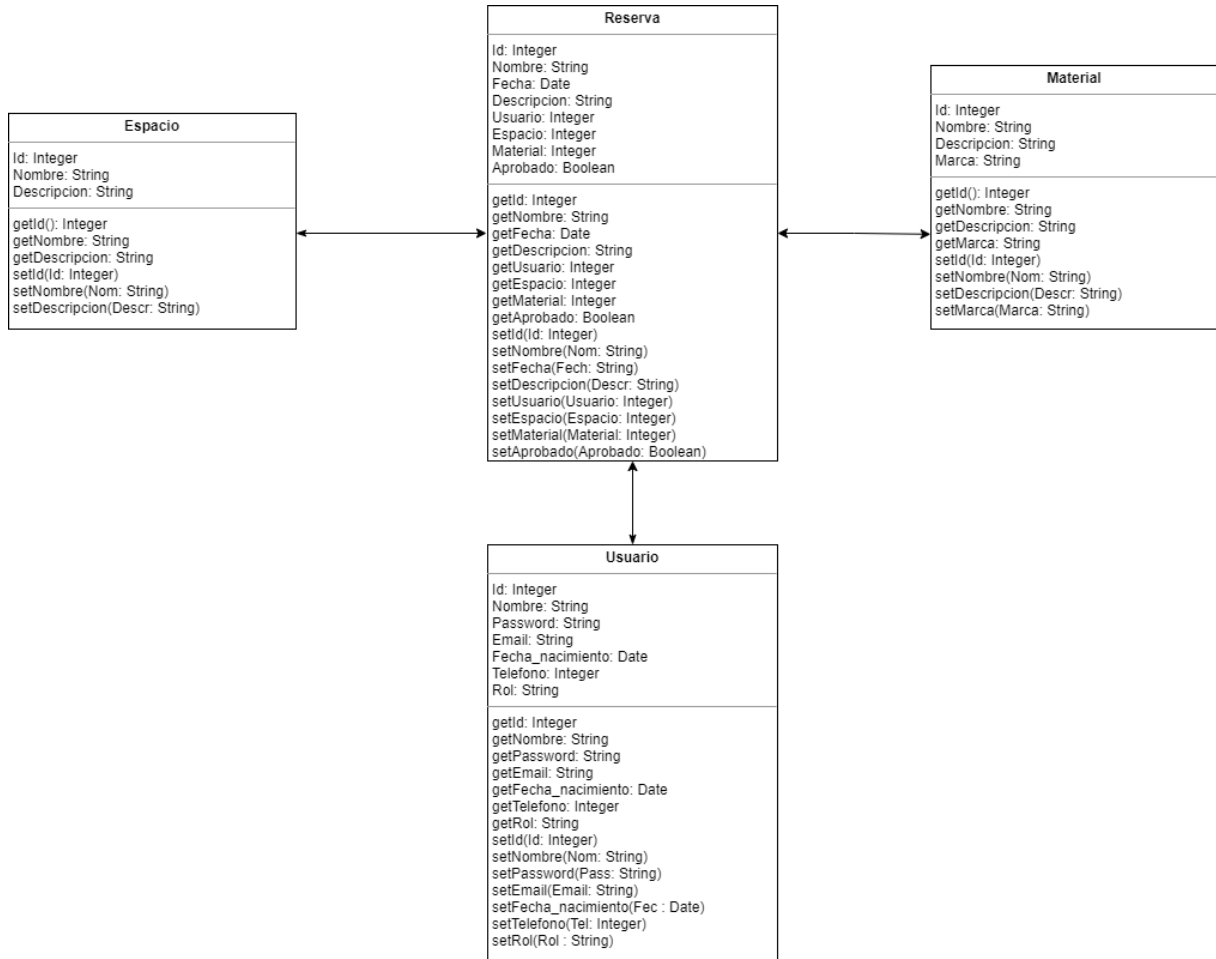 Reserva
Id: Integer
Nombre: String
Fecha: Date
Descripcion: String
Usuario: Integer
Espacio: Integer
Material: Integer
Aprobado: Boolean
getId: Integer
getNombre: String
getFecha: Date
getDescripcion: String
getUsuario: Integer
getEspacio: Integer
getMaterial: Integer
getAprobado: Boolean
setId(Id: Integer)
setNombre(Nom: String)
setFecha(Fech: String)
setDescripcion(Descr: String)
setUsuario(Usuario: Integer)
setEspacio(Espacio: Integer)
setMaterial(Material: Integer)
setAprobado(Aprobado: Boolean)
Espacio
Id: Integer
Nombre: String
Descripcion: String
getId(): Integer
getNombre: String
getDescripcion: String
setId(Id: Integer)
setNombre(Nom: String)
setDescripcion(Descr: String)
Material
Id: Integer
Nombre: String
Descripcion: String
Marca: String
getId(): Integer
getNombre: String
getDescripcion: String
getMarca: String
setId(Id: Integer)
setNombre(Nom: String)
setDescripcion(Descr: String)
setMarca(Marca: String)
Usuario
Id: Integer
Nombre: String
Password: String
Email: String
Fecha_nacimiento: Date
Telefono: Integer
Rol: String
getId: Integer
getNombre: String
getPassword: String
getEmail: String
getFecha_nacimiento: Date
getTelefono: Integer
getRol: String
setId(Id: Integer)
setNombre(Nom: String)
setPassword(Pass: String)
setEmail(Email: String)
setFecha_nacimiento(Fec : Date)
setTelefono(Tel: Integer)
setRol(Rol : String)